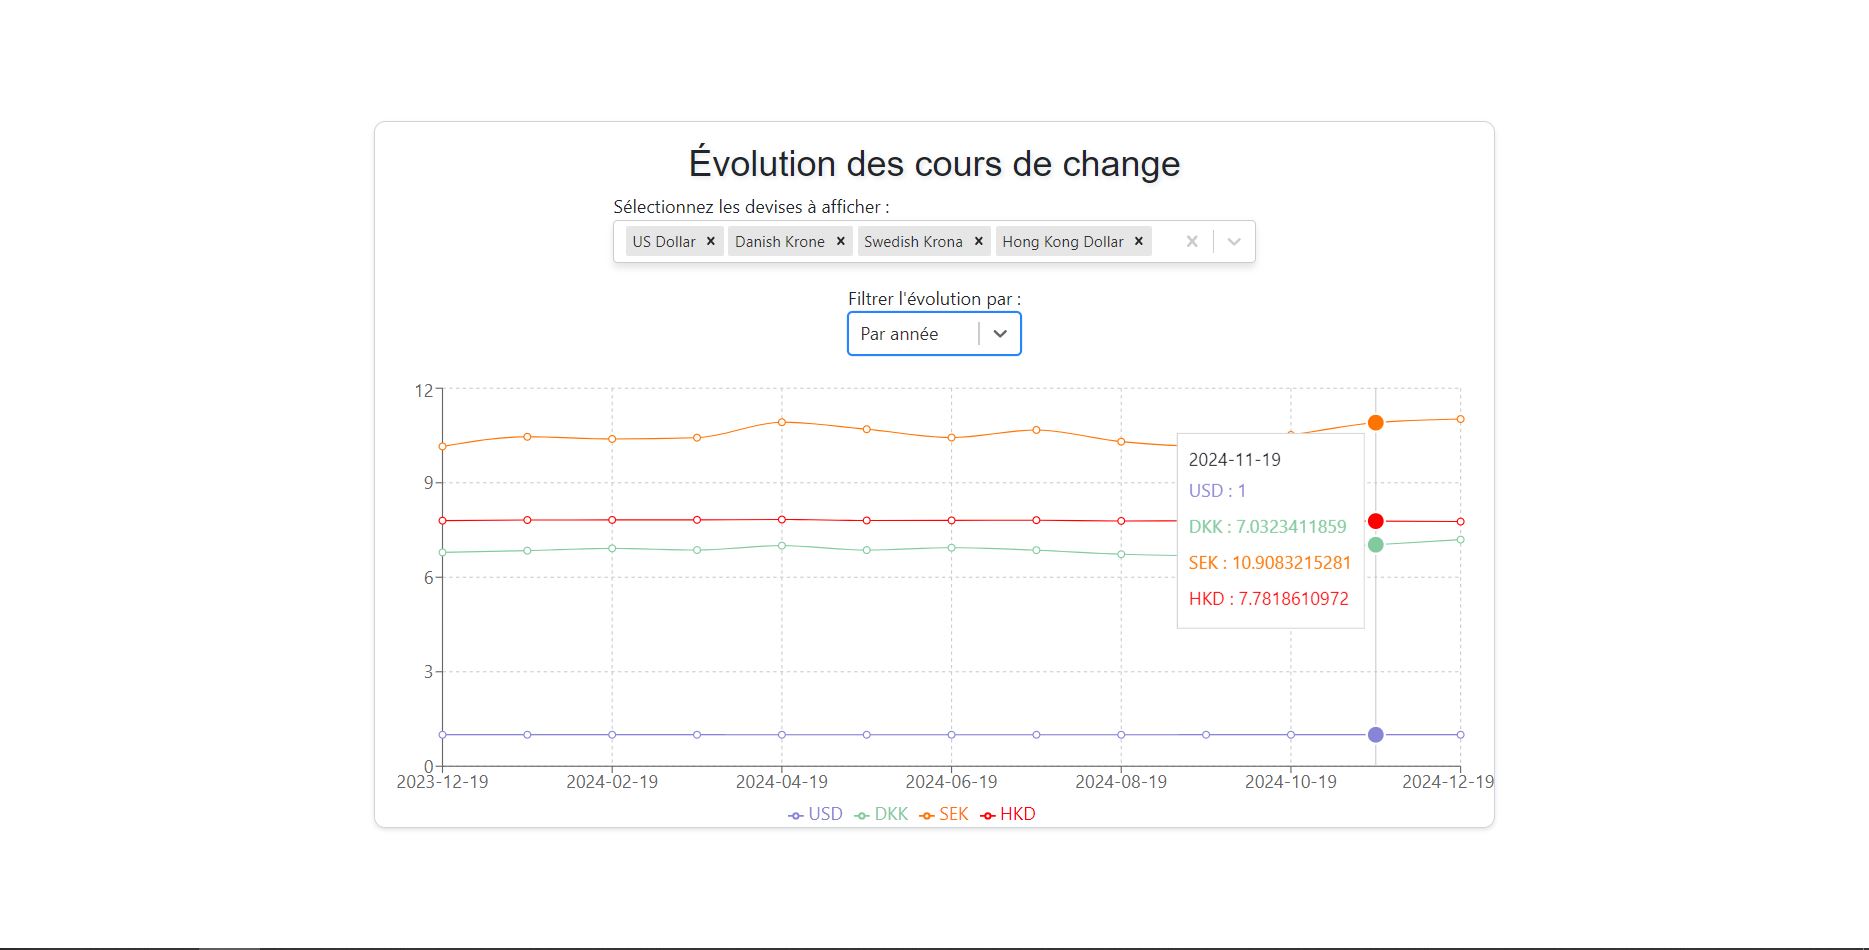 Évolution des cours de change
Sélectionnez les devises à afficher :
US Dollar × Danish Krone × Swedish Krona × Hong Kong Dollar ×
Filtrer l'évolution par :
Par année
12
9
6
3
0
2024-11-19
USD : 1
DKK : 7.0323411859
SEK : 10.9083215281
HKD : 7.7818610972
2023-12-19 2024-02-19 2024-04-19 2024-06-19 2024-08-19 2024-10-19 2024-12-19
USD DKK SEK HKD